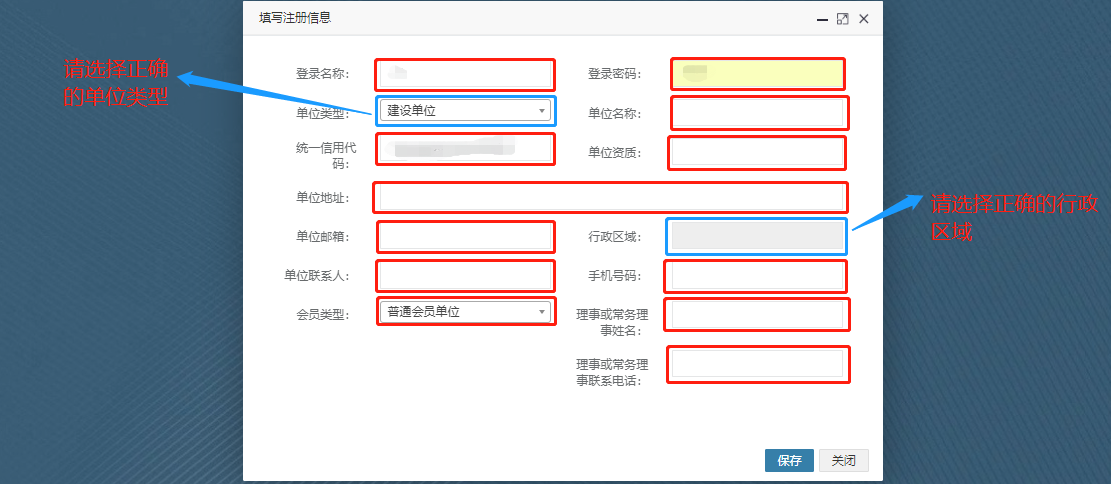 填写注册信息
请选择正确
的单位类型
登录名称：
登录密码：
单位类型：
建设单位
单位名称：
统一信用代
码：
单位资质：
单位地址：
请选择正确的行政
区域
单位邮箱：
行政区域：
单位联系人：
手机号码：
会员类型：
普通会员单位
理事或常务理
事姓名：
理事或常务理
事联系电话：
保存
关闭